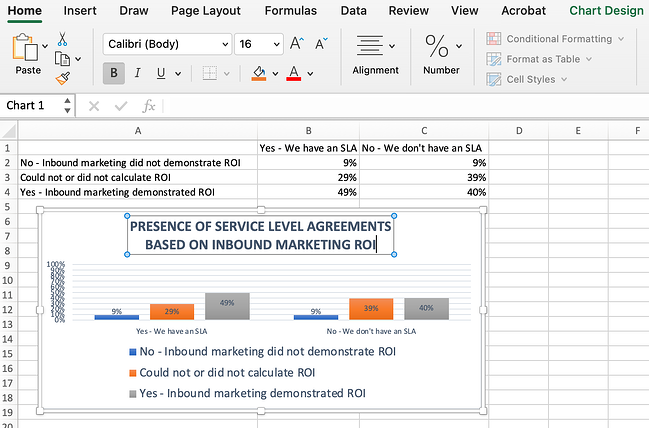 Home Insert Draw Page Layout Formulas Data Review View Acrobat Chart Design
Calibri (Body) 16 A A
Paste B I U A Alignment % Number
Conditional Formatting
Format as Table
Cell Styles
Chart 1 fx
A B C D E F
1 Yes - We have an SLA No - We don't have an SLA
2 No - Inbound marketing did not demonstrate ROI 9% 9%
3 Could not or did not calculate ROI 29% 39%
4 Yes - Inbound marketing demonstrated ROI 49% 40%
5
6 PRESENCE OF SERVICE LEVEL AGREEMENTS
7
8 BASED ON INBOUND MARKETING ROI
9 100%
90%
10 80%
70%
60%
11 50%
40%
30%
12 20%
10%
0%
9% 29% 49% 9% 39% 40%
13 Yes - We have an SLA No - We don't have an SLA
14
15 No - Inbound marketing did not demonstrate ROI
16 Could not or did not calculate ROI
17
18 Yes - Inbound marketing demonstrated ROI
19
20